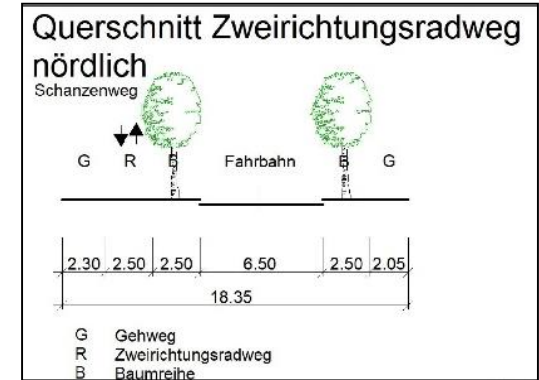 Querschnitt Zweirichtungsradweg
nördlich
Schanzenweg
G R B Fahrbahn B G
2.30 2.50 2.50 6.50 2.50 2.05
18.35
G Gehweg
R Zweirichtungsradweg
B Baumreihe